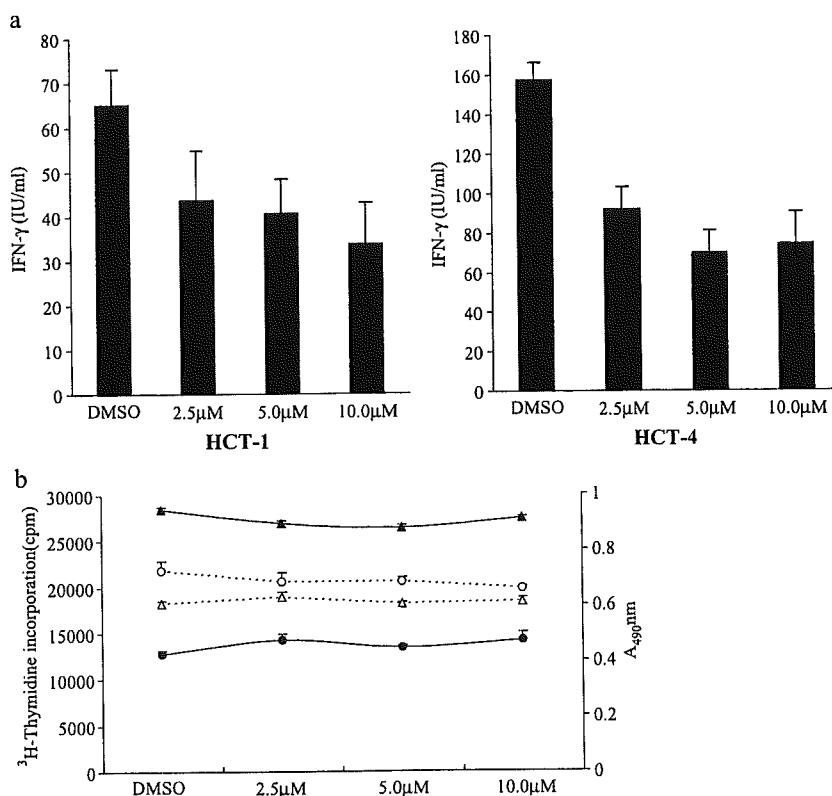 a
IFN-γ (IU/ml)
80
70
60
50
40
30
20
10
0
DMSO 2.5μM 5.0μM 10.0μM
HCT-1
IFN-γ (IU/ml)
180
160
140
120
100
80
60
40
20
0
DMSO 2.5μM 5.0μM 10.0μM
HCT-4
b
³H-Thymidine incorporation(cpm)
30000
25000
20000
15000
10000
5000
0
DMSO 2.5μM 5.0μM 10.0μM
1
0.8
0.6
0.4
0.2
0
A₄₉₀nm